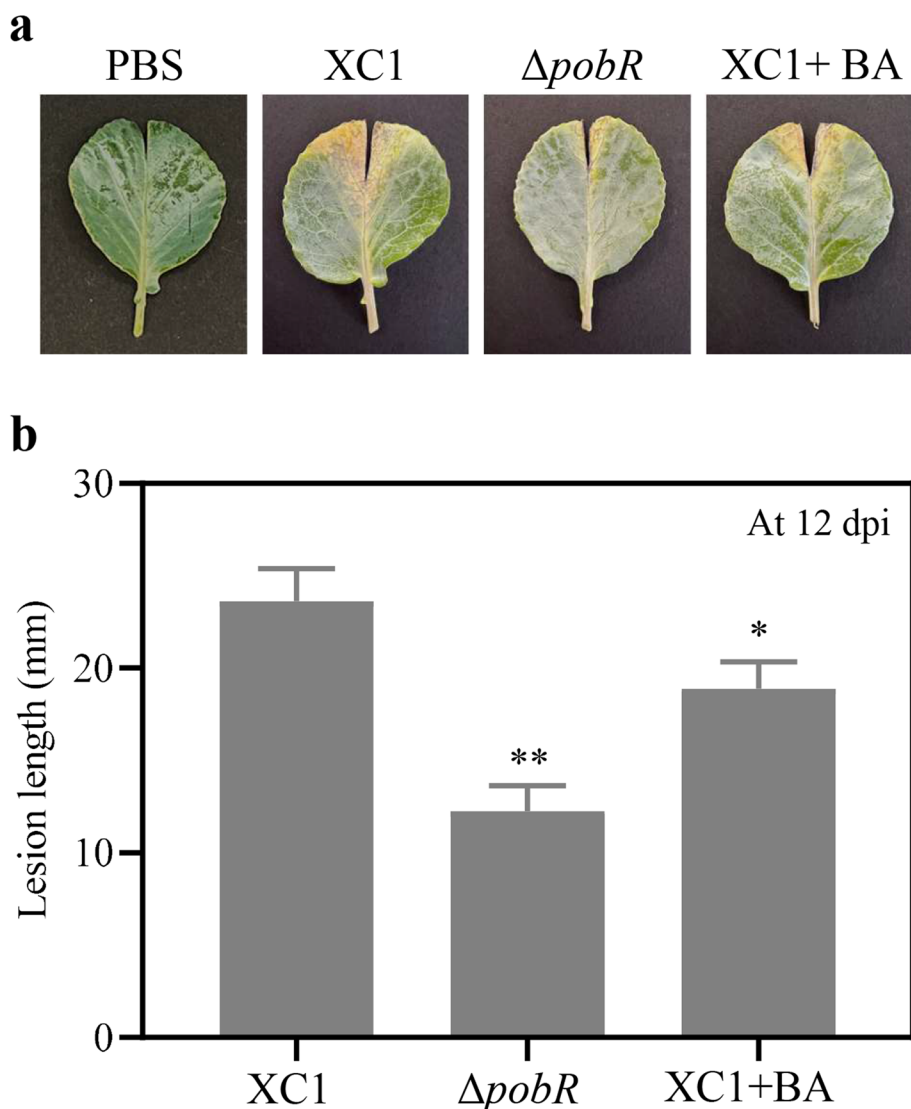 a
PBS XC1 ΔpobR XC1+ BA
b
30
At 12 dpi
*
20
**
Lesion length (mm)
10
0
XC1 ΔpobR XC1+BA